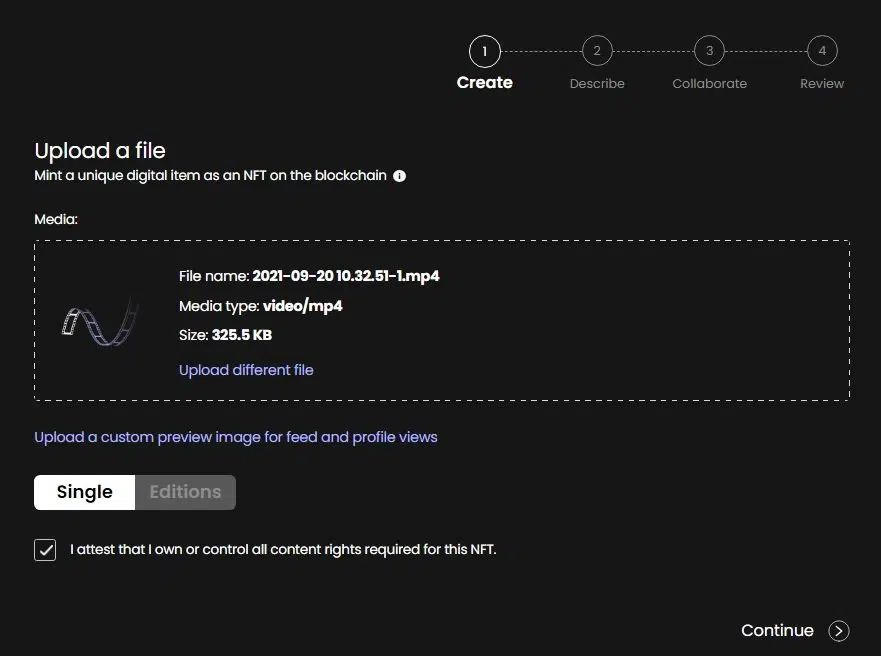 1
2
3
4
Create
Describe
Collaborate
Review
Upload a file
Mint a unique digital item as an NFT on the blockchain
Media:
File name: 2021-09-20 10.32.51-1.mp4
Media type: video/mp4
Size: 325.5 KB
Upload different file
Upload a custom preview image for feed and profile views
Single
Editions
I attest that I own or control all content rights required for this NFT.
Continue